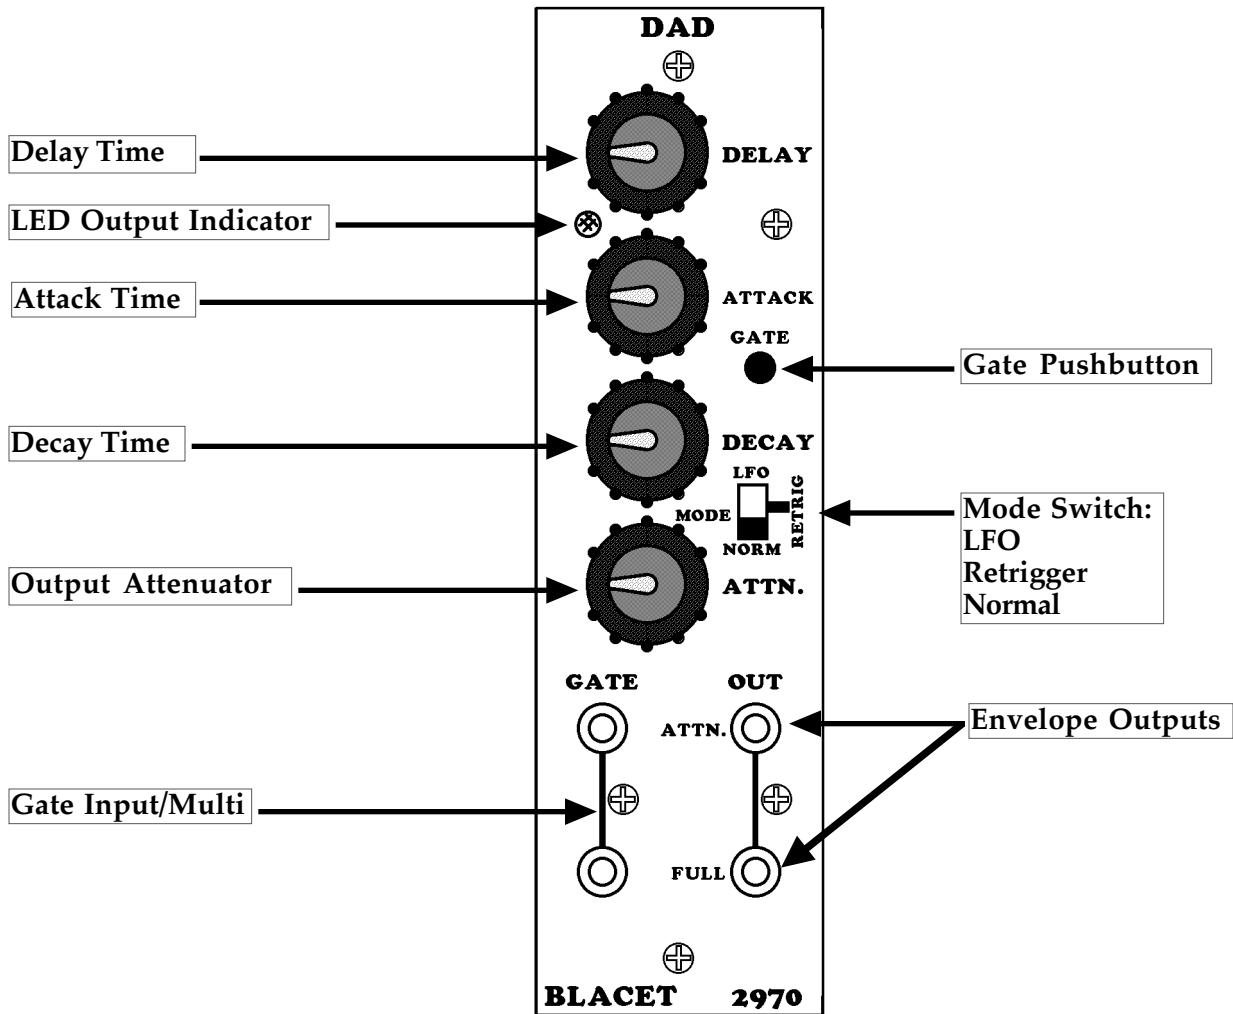 DAD
Delay Time
DELAY
LED Output Indicator
Attack Time
ATTACK
GATE
Gate Pushbutton
Decay Time
DECAY
LFO
MODE
RETRIG
NORM
Mode Switch:
LFO
Retrigger
Normal
Output Attenuator
ATTN.
GATE
OUT
ATTN.
Envelope Outputs
Gate Input/Multi
FULL
BLACET 2970